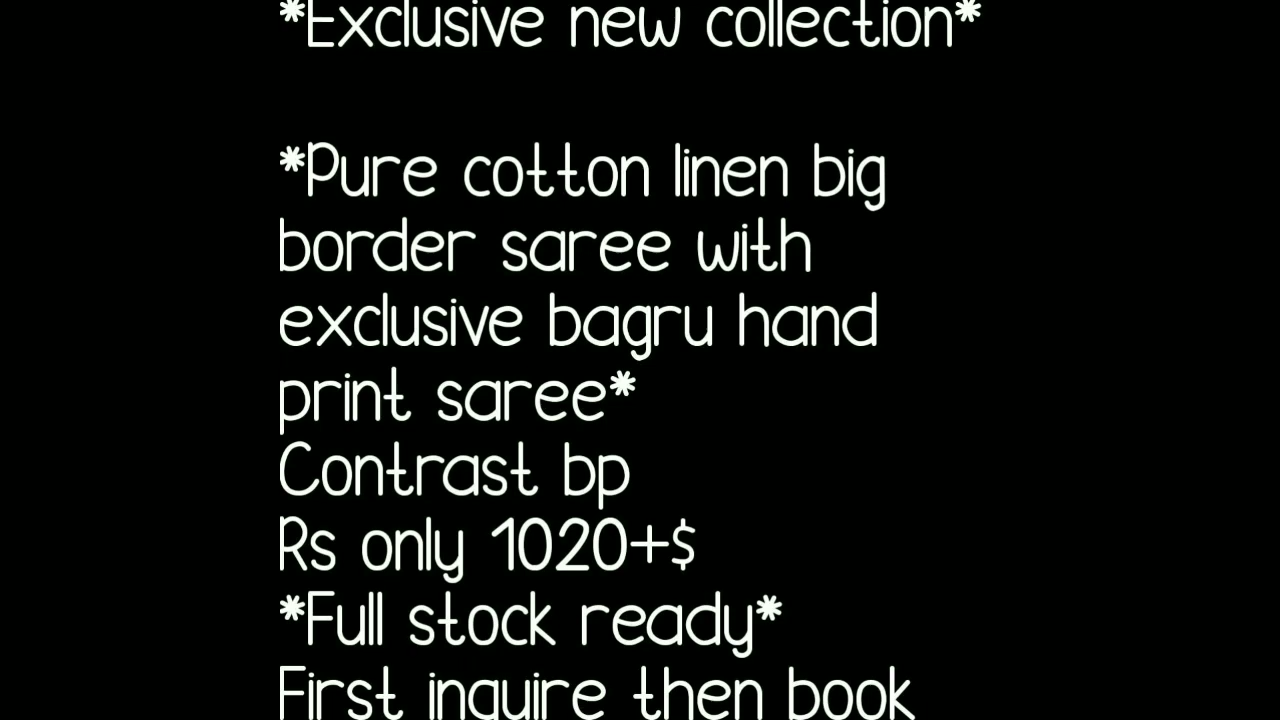 *Exclusive new collection*
*Pure cotton linen big
border saree with
exclusive bagru hand
print saree*
Contrast bp
Rs only 1020+$
*Full stock ready*
First inquire then book